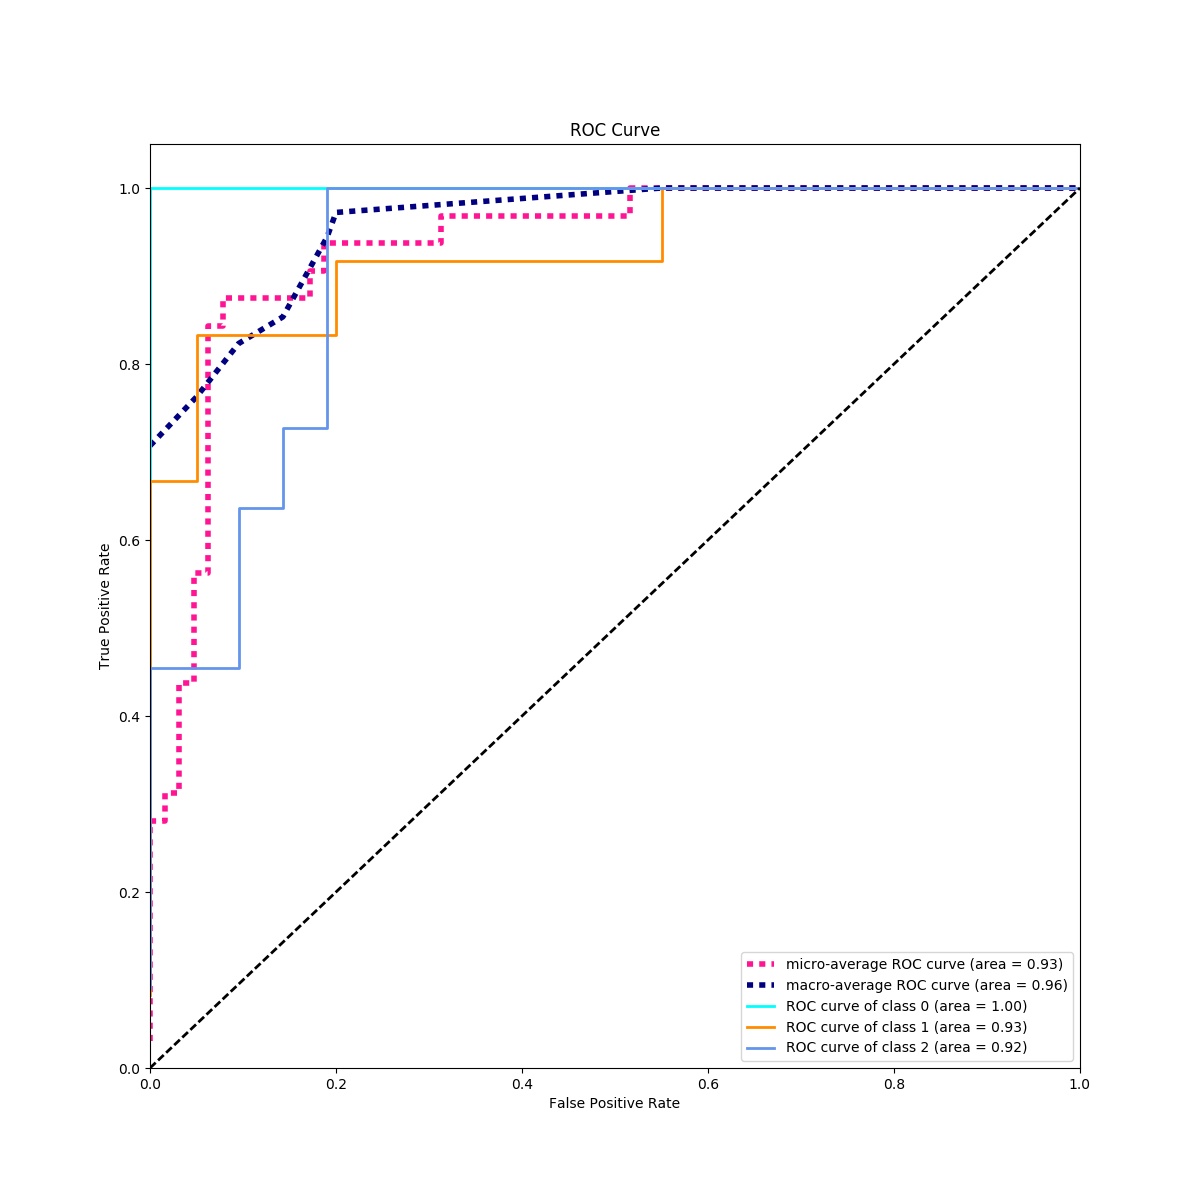 ROC Curve
1.0
0.8
0.6
0.4
0.2
0.0
True Positive Rate
0.0 0.2 0.4 0.6 0.8 1.0
False Positive Rate
micro-average ROC curve (area = 0.93)
macro-average ROC curve (area = 0.96)
ROC curve of class 0 (area = 1.00)
ROC curve of class 1 (area = 0.93)
ROC curve of class 2 (area = 0.92)